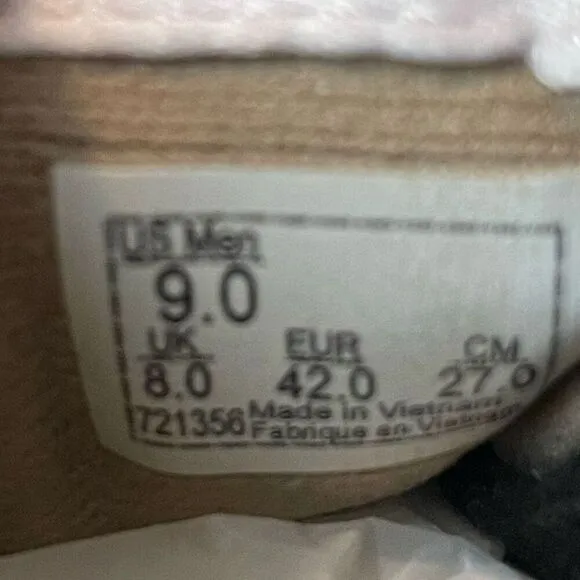 US Men
9.0
UK EUR CM
8.0 42.0 27.0
721356 Made in Vietnam
Fabrique en Vietnam